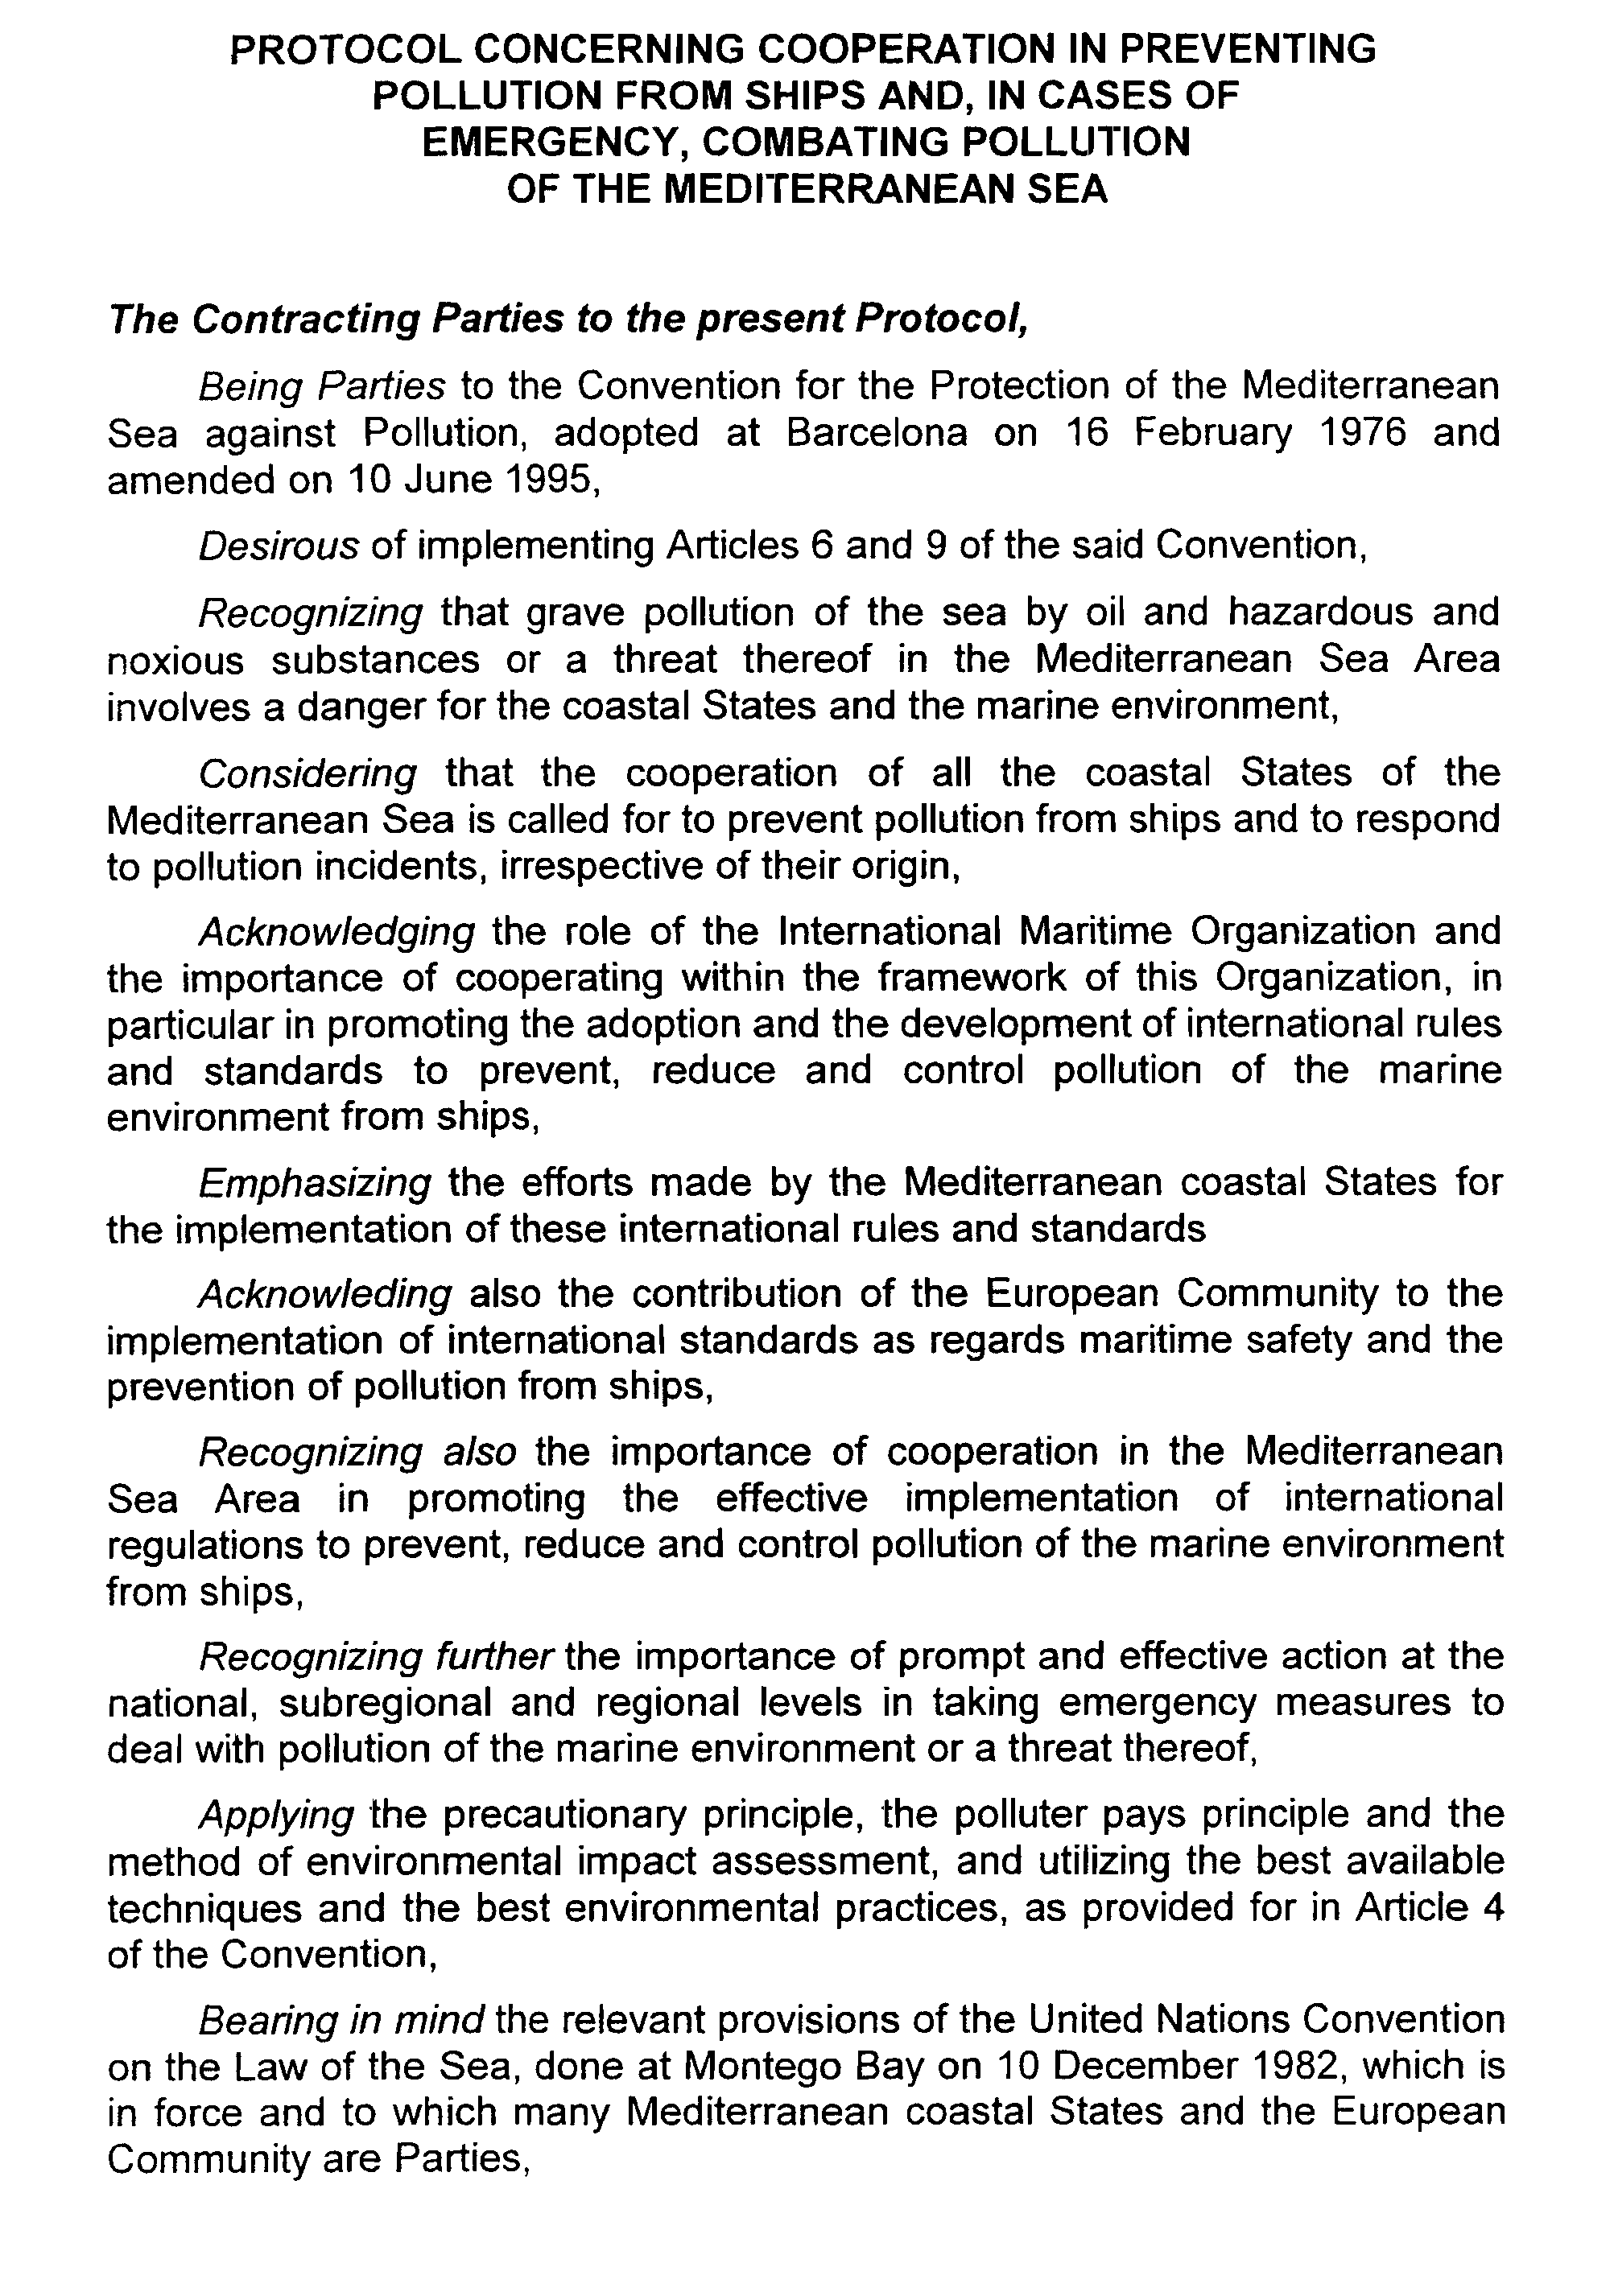 PROTOCOL CONCERNING COOPERATION IN PREVENTING
POLLUTION FROM SHIPS AND, IN CASES OF
EMERGENCY, COMBATING POLLUTION
OF THE MEDITERRANEAN SEA
The Contracting Parties to the present Protocol,
Being Parties to the Convention for the Protection of the Mediterranean
Sea against Pollution, adopted at Barcelona on 16 February 1976 and
amended on 10 June 1995,
Desirous of implementing Articles 6 and 9 of the said Convention,
Recognizing that grave pollution of the sea by oil and hazardous and
noxious substances or a threat thereof in the Mediterranean Sea Area
involves a danger for the coastal States and the marine environment,
Considering that the cooperation of all the coastal States of the
Mediterranean Sea is called for to prevent pollution from ships and to respond
to pollution incidents, irrespective of their origin,
Acknowledging the role of the International Maritime Organization and
the importance of cooperating within the framework of this Organization, in
particular in promoting the adoption and the development of international rules
and standards to prevent, reduce and control pollution of the marine
environment from ships,
Emphasizing the efforts made by the Mediterranean coastal States for
the implementation of these international rules and standards
Acknowleding also the contribution of the European Community to the
implementation of international standards as regards maritime safety and the
prevention of pollution from ships,
Recognizing also the importance of cooperation in the Mediterranean
Sea Area in promoting the effective implementation of international
regulations to prevent, reduce and control pollution of the marine environment
from ships,
Recognizing further the importance of prompt and effective action at the
national, subregional and regional levels in taking emergency measures to
deal with pollution of the marine environment or a threat thereof,
Applying the precautionary principle, the polluter pays principle and the
method of environmental impact assessment, and utilizing the best available
techniques and the best environmental practices, as provided for in Article 4
of the Convention,
Bearing in mind the relevant provisions of the United Nations Convention
on the Law of the Sea, done at Montego Bay on 10 December 1982, which is
in force and to which many Mediterranean coastal States and the European
Community are Parties,